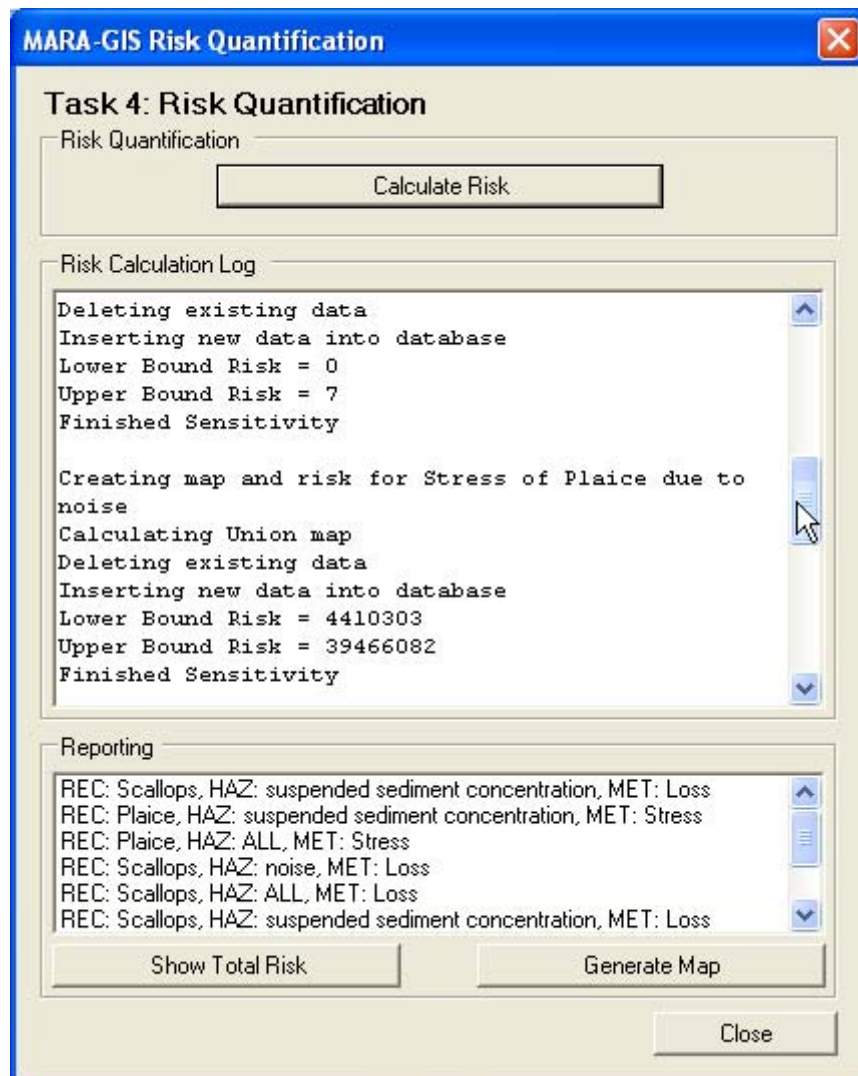 MARA-GIS Risk Quantification
Task 4: Risk Quantification
Risk Quantification
Calculate Risk
Risk Calculation Log
Deleting existing data
Inserting new data into database
Lower Bound Risk = 0
Upper Bound Risk = 7
Finished Sensitivity
Creating map and risk for Stress of Plaice due to
noise
Calculating Union map
Deleting existing data
Inserting new data into database
Lower Bound Risk = 4410303
Upper Bound Risk = 39466082
Finished Sensitivity
Reporting
REC: Scallops, HAZ: suspended sediment concentration, MET: Loss
REC: Plaice, HAZ: suspended sediment concentration, MET: Stress
REC: Plaice, HAZ: ALL, MET: Stress
REC: Scallops, HAZ: noise, MET: Loss
REC: Scallops, HAZ: ALL, MET: Loss
REC: Scallops, HAZ: suspended sediment concentration, MET: Loss
Show Total Risk
Generate Map
Close